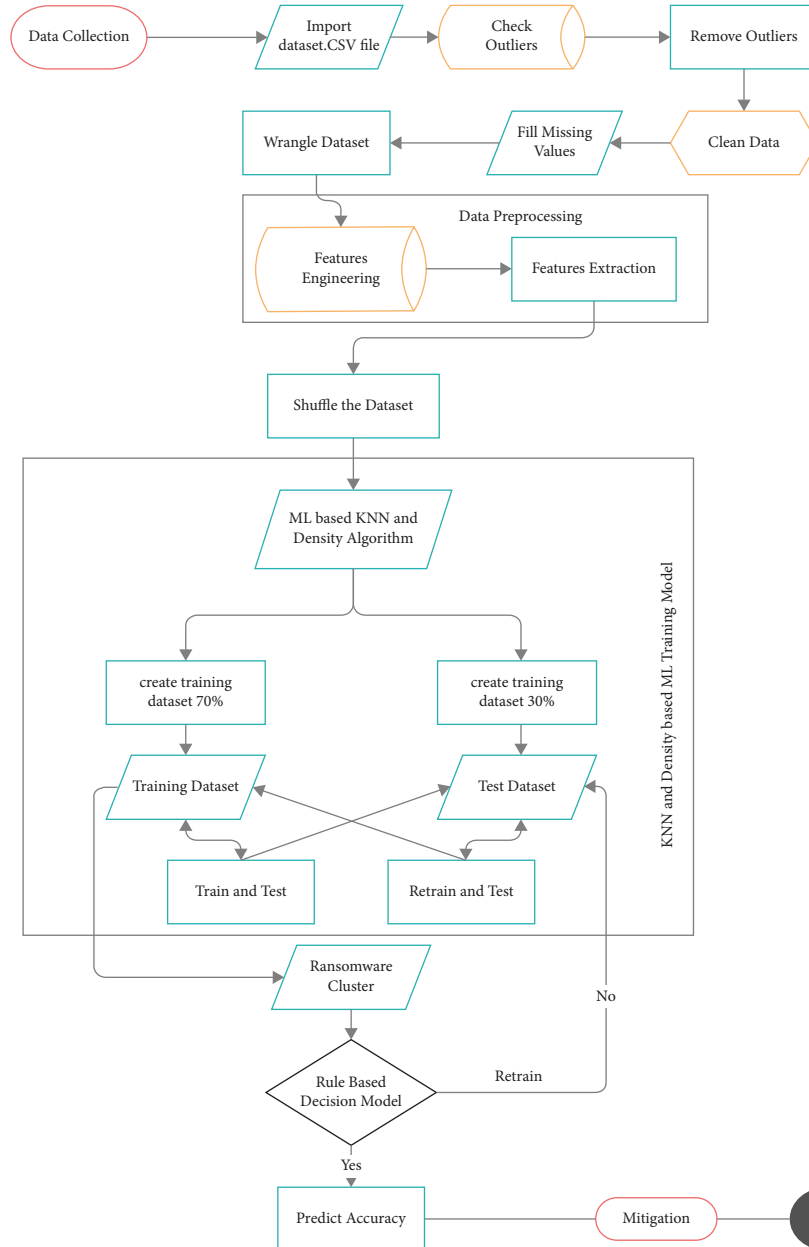 Data Collection
Import
dataset.CSV file
Check
Outliers
Remove Outliers
Wrangle Dataset
Fill Missing
Values
Clean Data
Data Preprocessing
Features
Engineering
Features Extraction
Shuffle the Dataset
ML based KNN and
Density Algorithm
KNN and Density based ML Training Model
create training
dataset 70%
create training
dataset 30%
Training Dataset
Test Dataset
Train and Test
Retrain and Test
Ransomware
Cluster
No
Rule Based
Decision Model
Retrain
Yes
Predict Accuracy
Mitigation